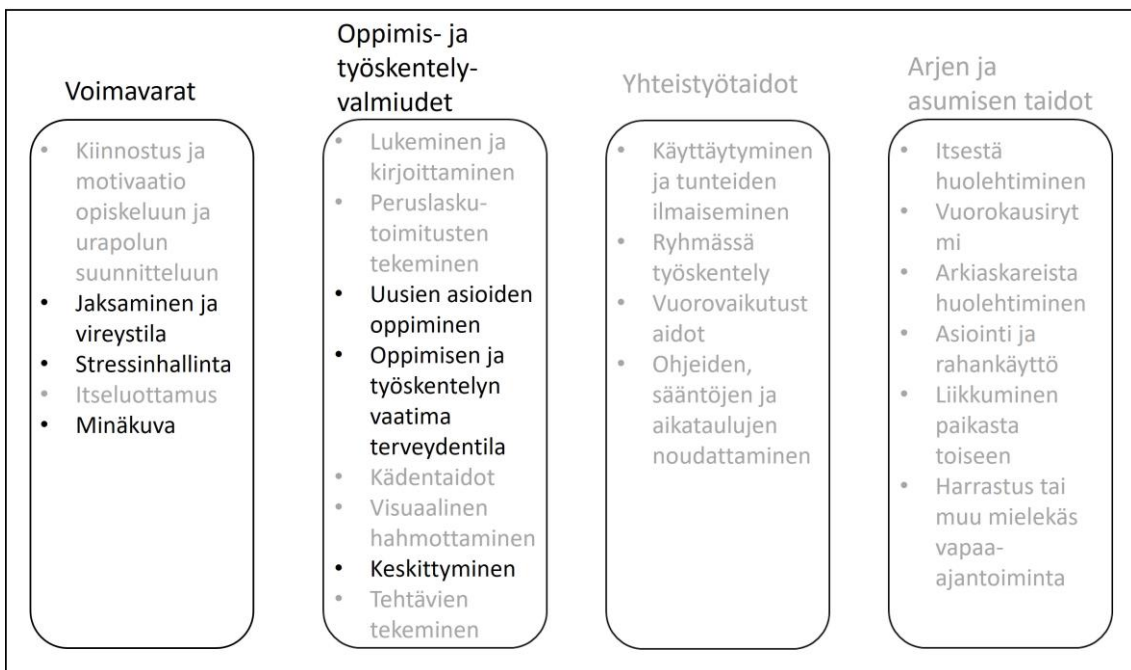 Voimavarat
Kiinnostus ja
motivaatio
opiskeluun ja
urapolun
suunnitteluun
Jaksaminen ja
vireystila
Stressinhallinta
Itseluottamus
Minäkuva
Oppimis- ja
työskentely-
valmiudet
Lukeminen ja
kirjoittaminen
Peruslasku-
toimitusten
tekeminen
Uusien asioiden
oppiminen
Oppimisen ja
työskentelyn
vaatima
terveydentila
Kädentaidot
Visuaalinen
hahmottaminen
Keskittyminen
Tehtävien
tekeminen
Yhteistyötaidot
Käyttäytyminen
ja tunteiden
ilmaiseminen
Ryhmässä
työskentely
Vuorovaikutust
aidot
Ohjeiden,
sääntöjen ja
aikataulujen
noudattaminen
Arjen ja
asumisen taidot
Itsestä
huolehtiminen
Vuorokausiryt
mi
Arkiaskareista
huolehtiminen
Asiointi ja
rahankäyttö
Liikkuminen
paikasta
toiseen
Harrastus tai
muu mielekäs
vapaa-
ajantoiminta